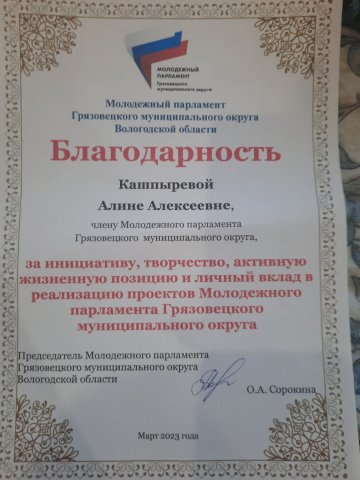 МОЛОДЕЖНЫЙ
ПАРЛАМЕНТ
Грязовецкого
муниципального округа
Молодежный парламент
Грязовецкого муниципального округа
Вологодской области
Благодарность
Кашпыревой
Алине Алексеевне,
члену Молодежного парламента
Грязовецкого муниципального округа,
за инициативу, творчество, активную
жизненную позицию и личный вклад в
реализацию проектов Молодежного
парламента Грязовецкого
муниципального округа
Председатель Молодежного парламента
Грязовецкого муниципального округа
Вологодской области
О.А. Сорокина
Март 2023 года